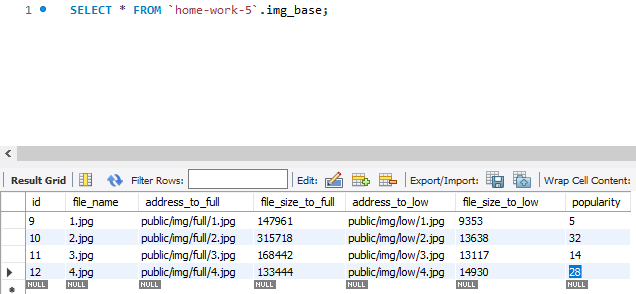 1 SELECT * FROM `home-work-5`.img_base;
Result Grid Filter Rows: Edit: Export/Import: Wrap Cell Content:
id file_name address_to_full file_size_to_full address_to_low file_size_to_low popularity
9 1.jpg public/img/full/1.jpg 147961 public/img/low/1.jpg 9353 5
10 2.jpg public/img/full/2.jpg 315718 public/img/low/2.jpg 13638 32
11 3.jpg public/img/full/3.jpg 168442 public/img/low/3.jpg 13117 14
12 4.jpg public/img/full/4.jpg 133444 public/img/low/4.jpg 14930 28
NULL NULL NULL NULL NULL NULL NULL